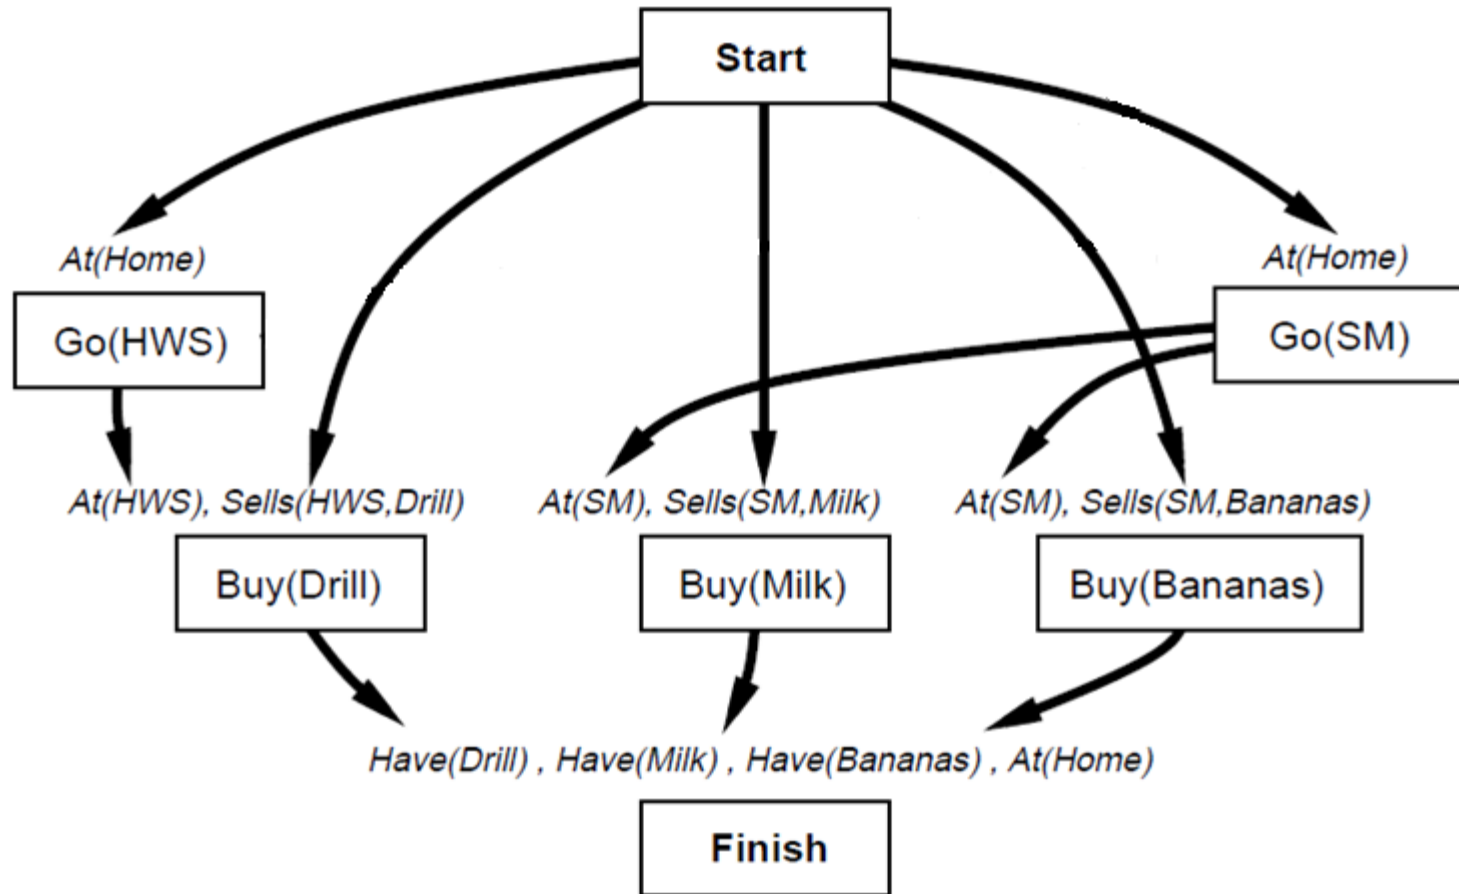 Start
At(Home)
At(Home)
Go(HWS)
Go(SM)
At(HWS), Sells(HWS,Drill)
At(SM), Sells(SM,Milk)
At(SM), Sells(SM,Bananas)
Buy(Drill)
Buy(Milk)
Buy(Bananas)
Have(Drill) , Have(Milk) , Have(Bananas) , At(Home)
Finish